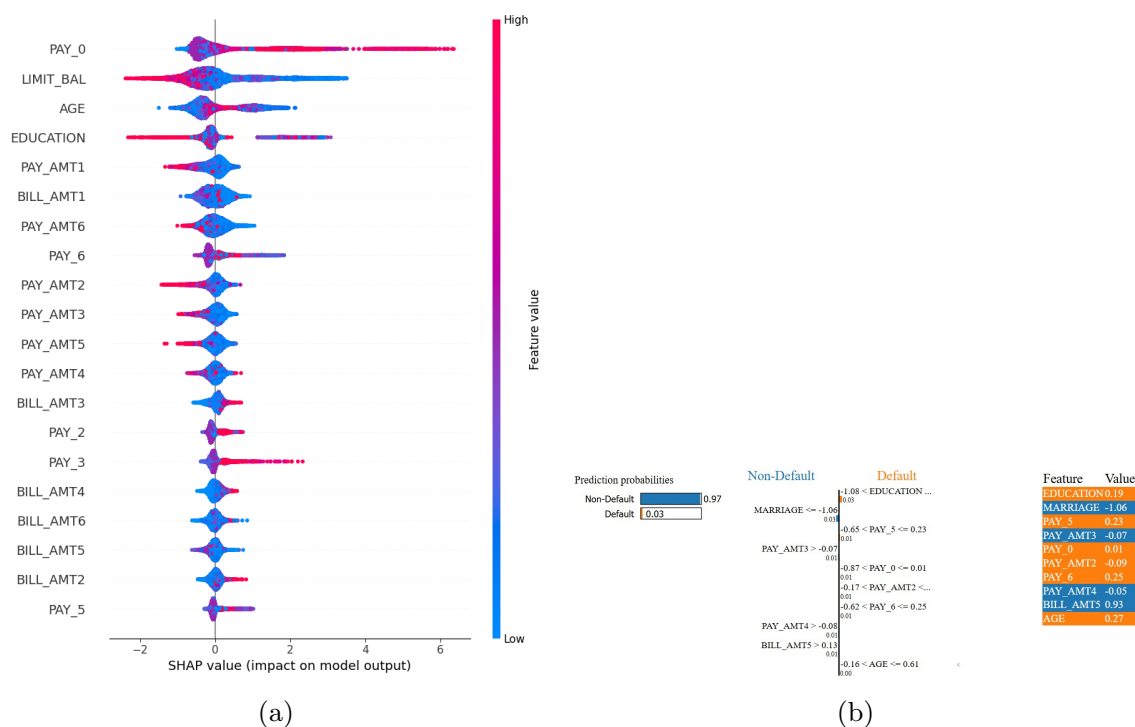 High
PAY_0
LIMIT_BAL
AGE
EDUCATION
PAY_AMT1
BILL_AMT1
PAY_AMT6
PAY_6
PAY_AMT2
PAY_AMT3
PAY_AMT5
PAY_AMT4
BILL_AMT3
PAY_2
PAY_3
BILL_AMT4
BILL_AMT6
BILL_AMT5
BILL_AMT2
PAY_5
Low
Feature value
−2 0 2 4 6
SHAP value (impact on model output)
(a)
Prediction probabilities
Non-Default 0.97
Default 0.03
Non-Default Default
-1.08 < EDUCATION ...
0.03
MARRIAGE <= -1.06
0.03
-0.65 < PAY_5 <= 0.23
0.01
PAY_AMT3 > -0.07
0.01
-0.87 < PAY_0 <= 0.01
0.01
-0.17 < PAY_AMT2 <...
0.01
-0.62 < PAY_6 <= 0.25
0.01
PAY_AMT4 > -0.08
0.01
BILL_AMT5 > 0.13
0.01
-0.16 < AGE <= 0.61
0.00
Feature Value
EDUCATION 0.19
MARRIAGE -1.06
PAY_5 0.23
PAY_AMT3 -0.07
PAY_0 0.01
PAY_AMT2 -0.09
PAY_6 0.25
PAY_AMT4 -0.05
BILL_AMT5 0.93
AGE 0.27
(b)